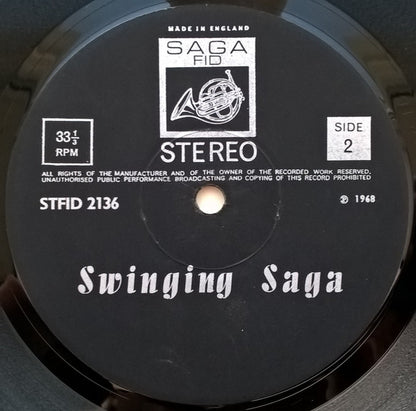 MADE IN ENGLAND
SAGA
FID
33⅓
RPM
STEREO
SIDE
2
ALL RIGHTS OF THE MANUFACTURER AND OF THE OWNER OF THE RECORDED WORK RESERVED.
UNAUTHORISED PUBLIC PERFORMANCE, BROADCASTING AND COPYING OF THIS RECORD PROHIBITED
STFID 2136
℗ 1968
Swinging Saga